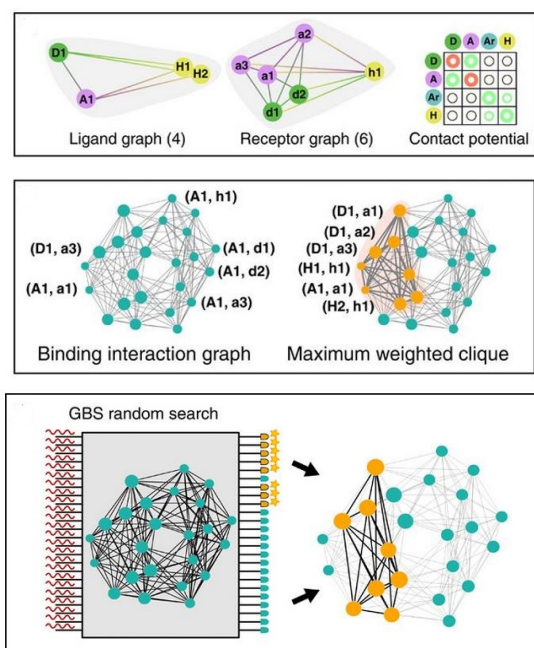 D A Ar H
D1 a2
H1 a3 h1 D
H2 a1 A
d2 Ar
A1 d1 H
Ligand graph (4) Receptor graph (6) Contact potential
(A1, h1) (D1, a1)
(D1, a2)
(D1, a3) (A1, d1) (D1, a3)
(A1, d2) (H1, h1)
(A1, a1) (A1, a3) (A1, a1)
(H2, h1)
Binding interaction graph Maximum weighted clique
GBS random search